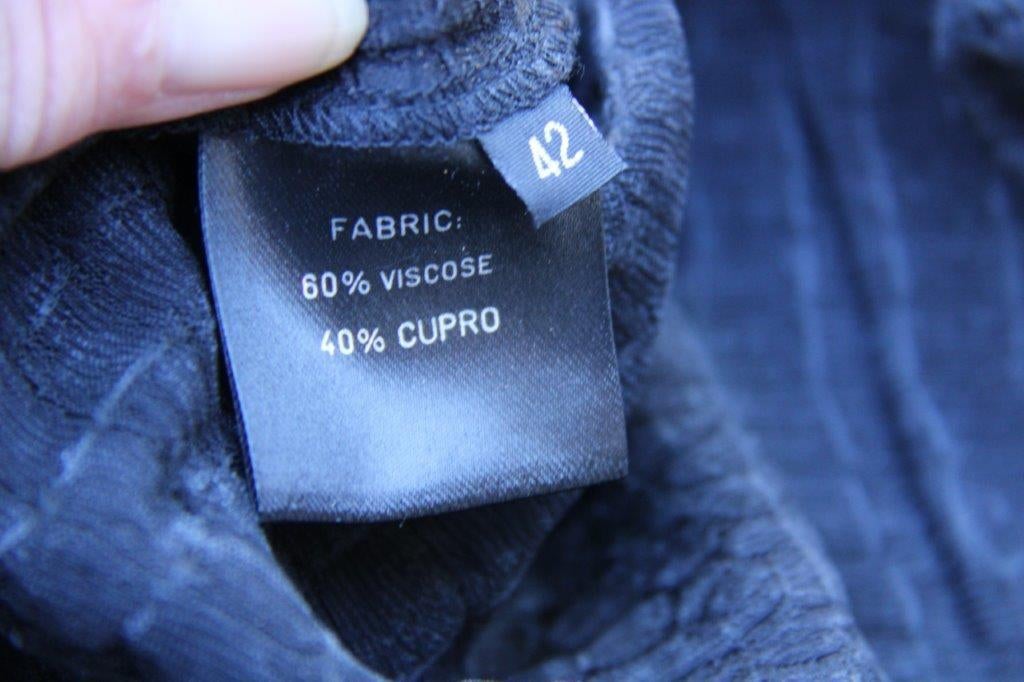 42
FABRIC:
60% VISCOSE
40% CUPRO